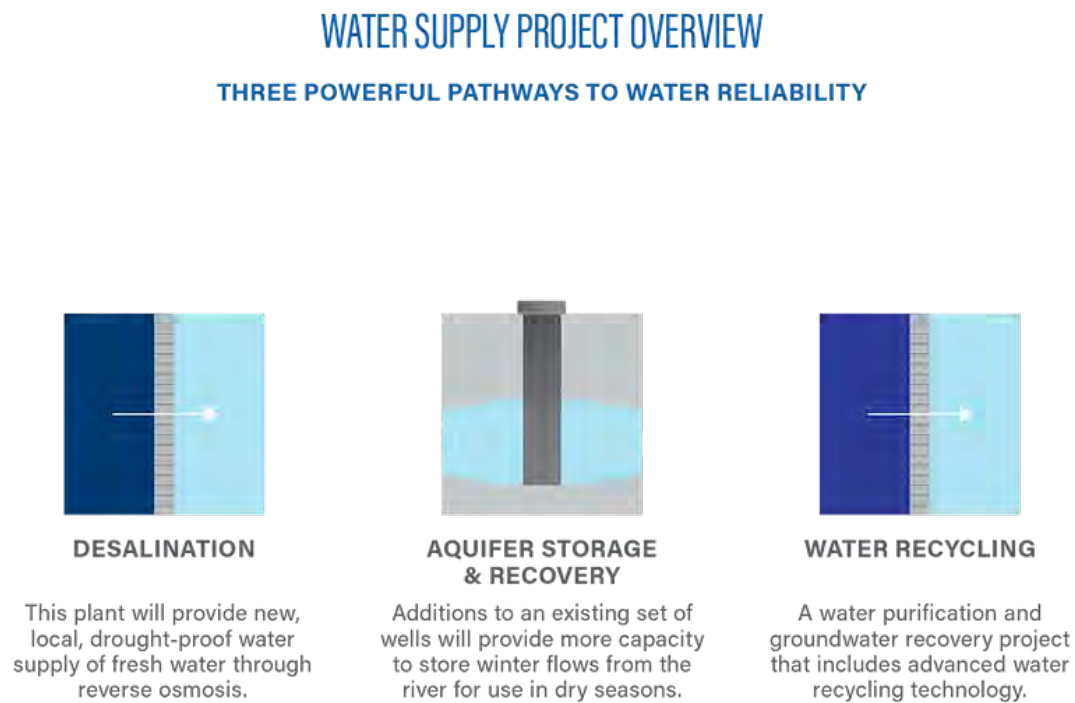 WATER SUPPLY PROJECT OVERVIEW
THREE POWERFUL PATHWAYS TO WATER RELIABILITY
DESALINATION
This plant will provide new,
local, drought-proof water
supply of fresh water through
reverse osmosis.
AQUIFER STORAGE
& RECOVERY
Additions to an existing set of
wells will provide more capacity
to store winter flows from the
river for use in dry seasons.
WATER RECYCLING
A water purification and
groundwater recovery project
that includes advanced water
recycling technology.